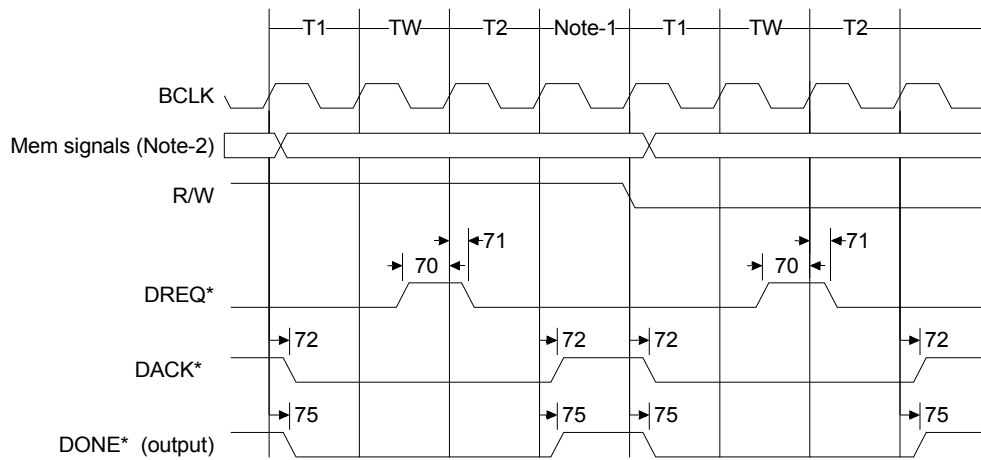 T1 TW T2 Note-1 T1 TW T2
BCLK
Mem signals (Note-2)
R/W
71 71
70 70
DREQ*
72 72 72 72
DACK*
75 75 75 75
DONE* (output)